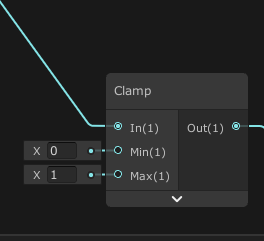 Clamp
In(1) Out(1)
X 0 Min(1)
X 1 Max(1)